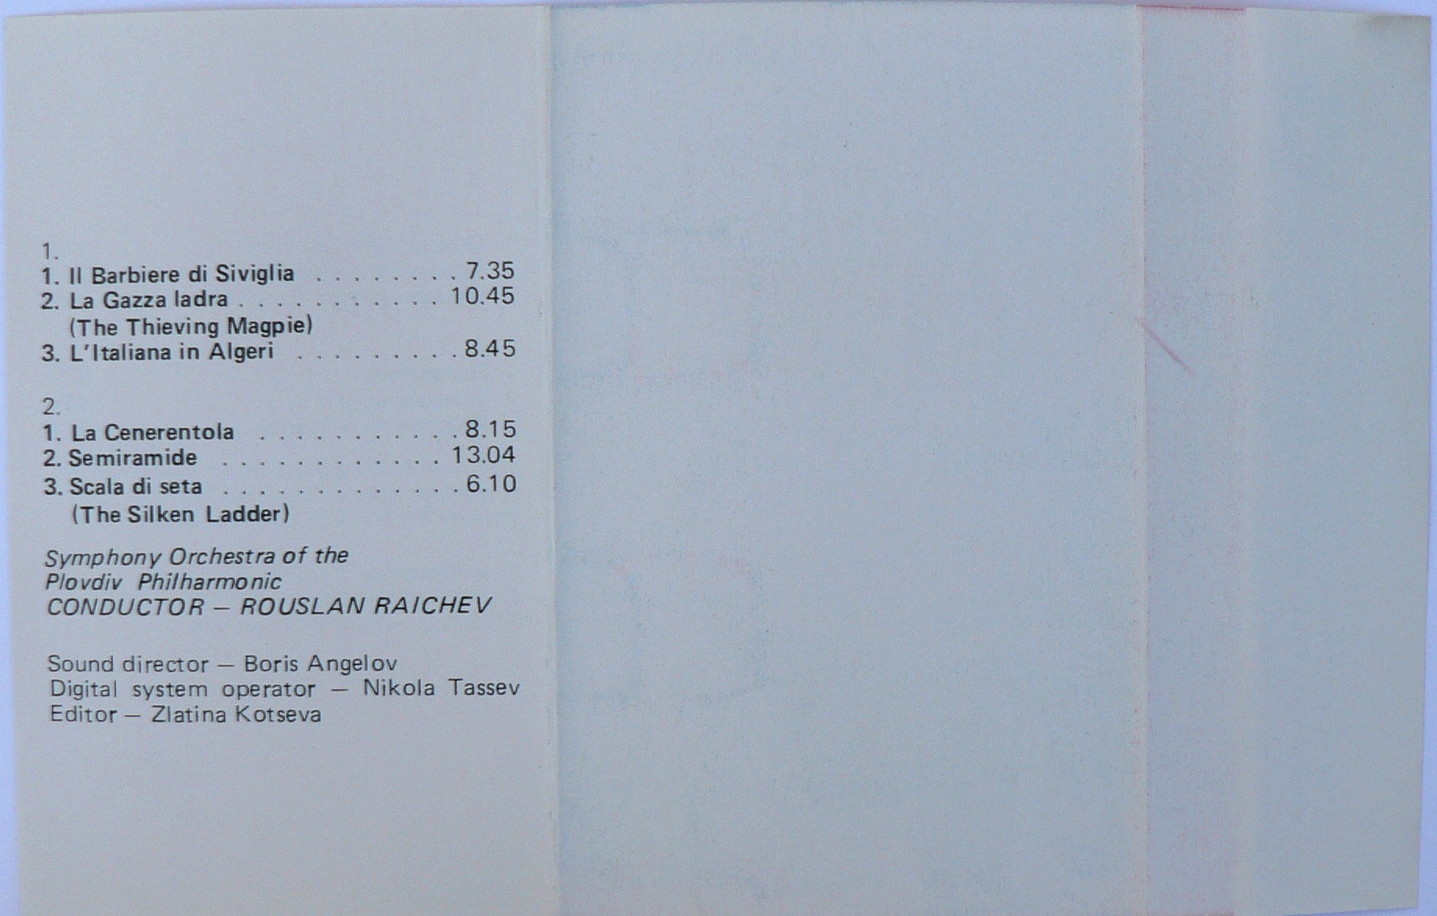 1.
1. Il Barbiere di Siviglia . . . . . . . . 7.35
2. La Gazza ladra . . . . . . . . . . . 10.45
(The Thieving Magpie)
3. L'Italiana in Algeri . . . . . . . . . 8.45
2.
1. La Cenerentola . . . . . . . . . . . 8.15
2. Semiramide . . . . . . . . . . . . 13.04
3. Scala di seta . . . . . . . . . . . . . 6.10
(The Silken Ladder)
Symphony Orchestra of the
Plovdiv Philharmonic
CONDUCTOR – ROUSLAN RAICHEV
Sound director – Boris Angelov
Digital system operator – Nikola Tassev
Editor – Zlatina Kotseva